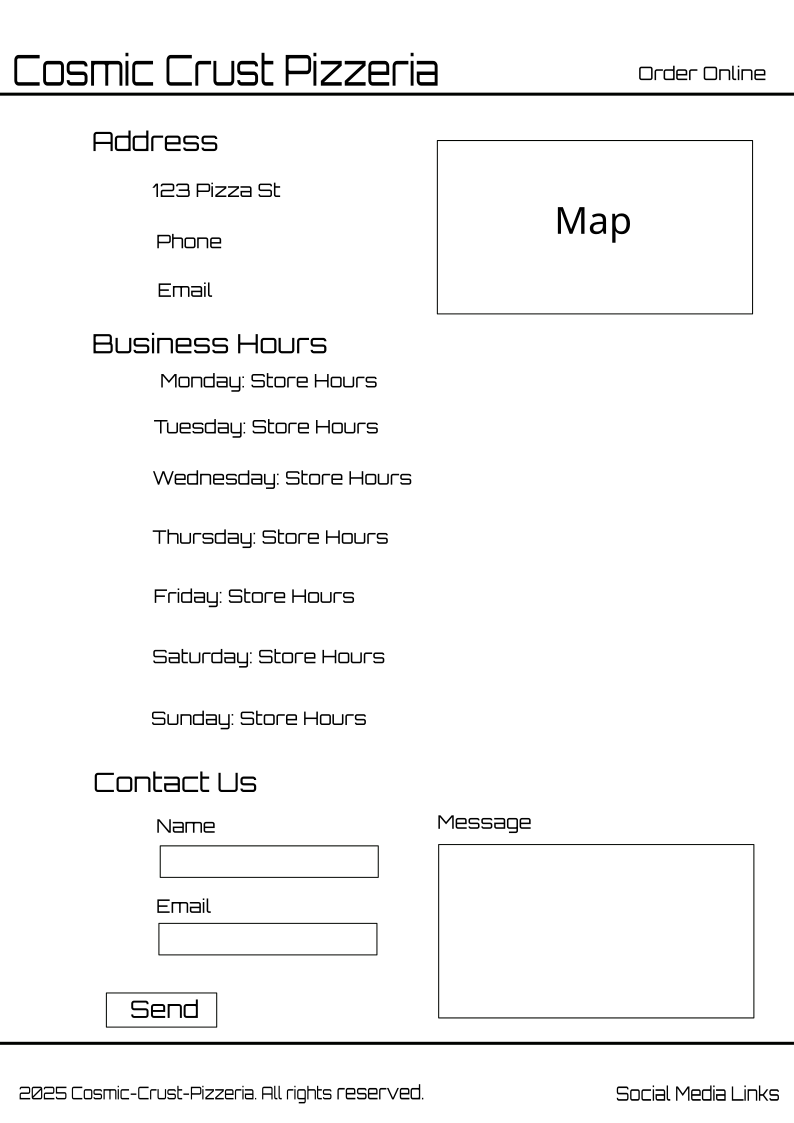 Cosmic Crust Pizzeria
Order Online
Address
123 Pizza St
Phone
Email
Map
Business Hours
Monday: Store Hours
Tuesday: Store Hours
Wednesday: Store Hours
Thursday: Store Hours
Friday: Store Hours
Saturday: Store Hours
Sunday: Store Hours
Contact Us
Name
Email
Message
Send
2025 Cosmic-Crust-Pizzeria. All rights reserved.
Social Media Links